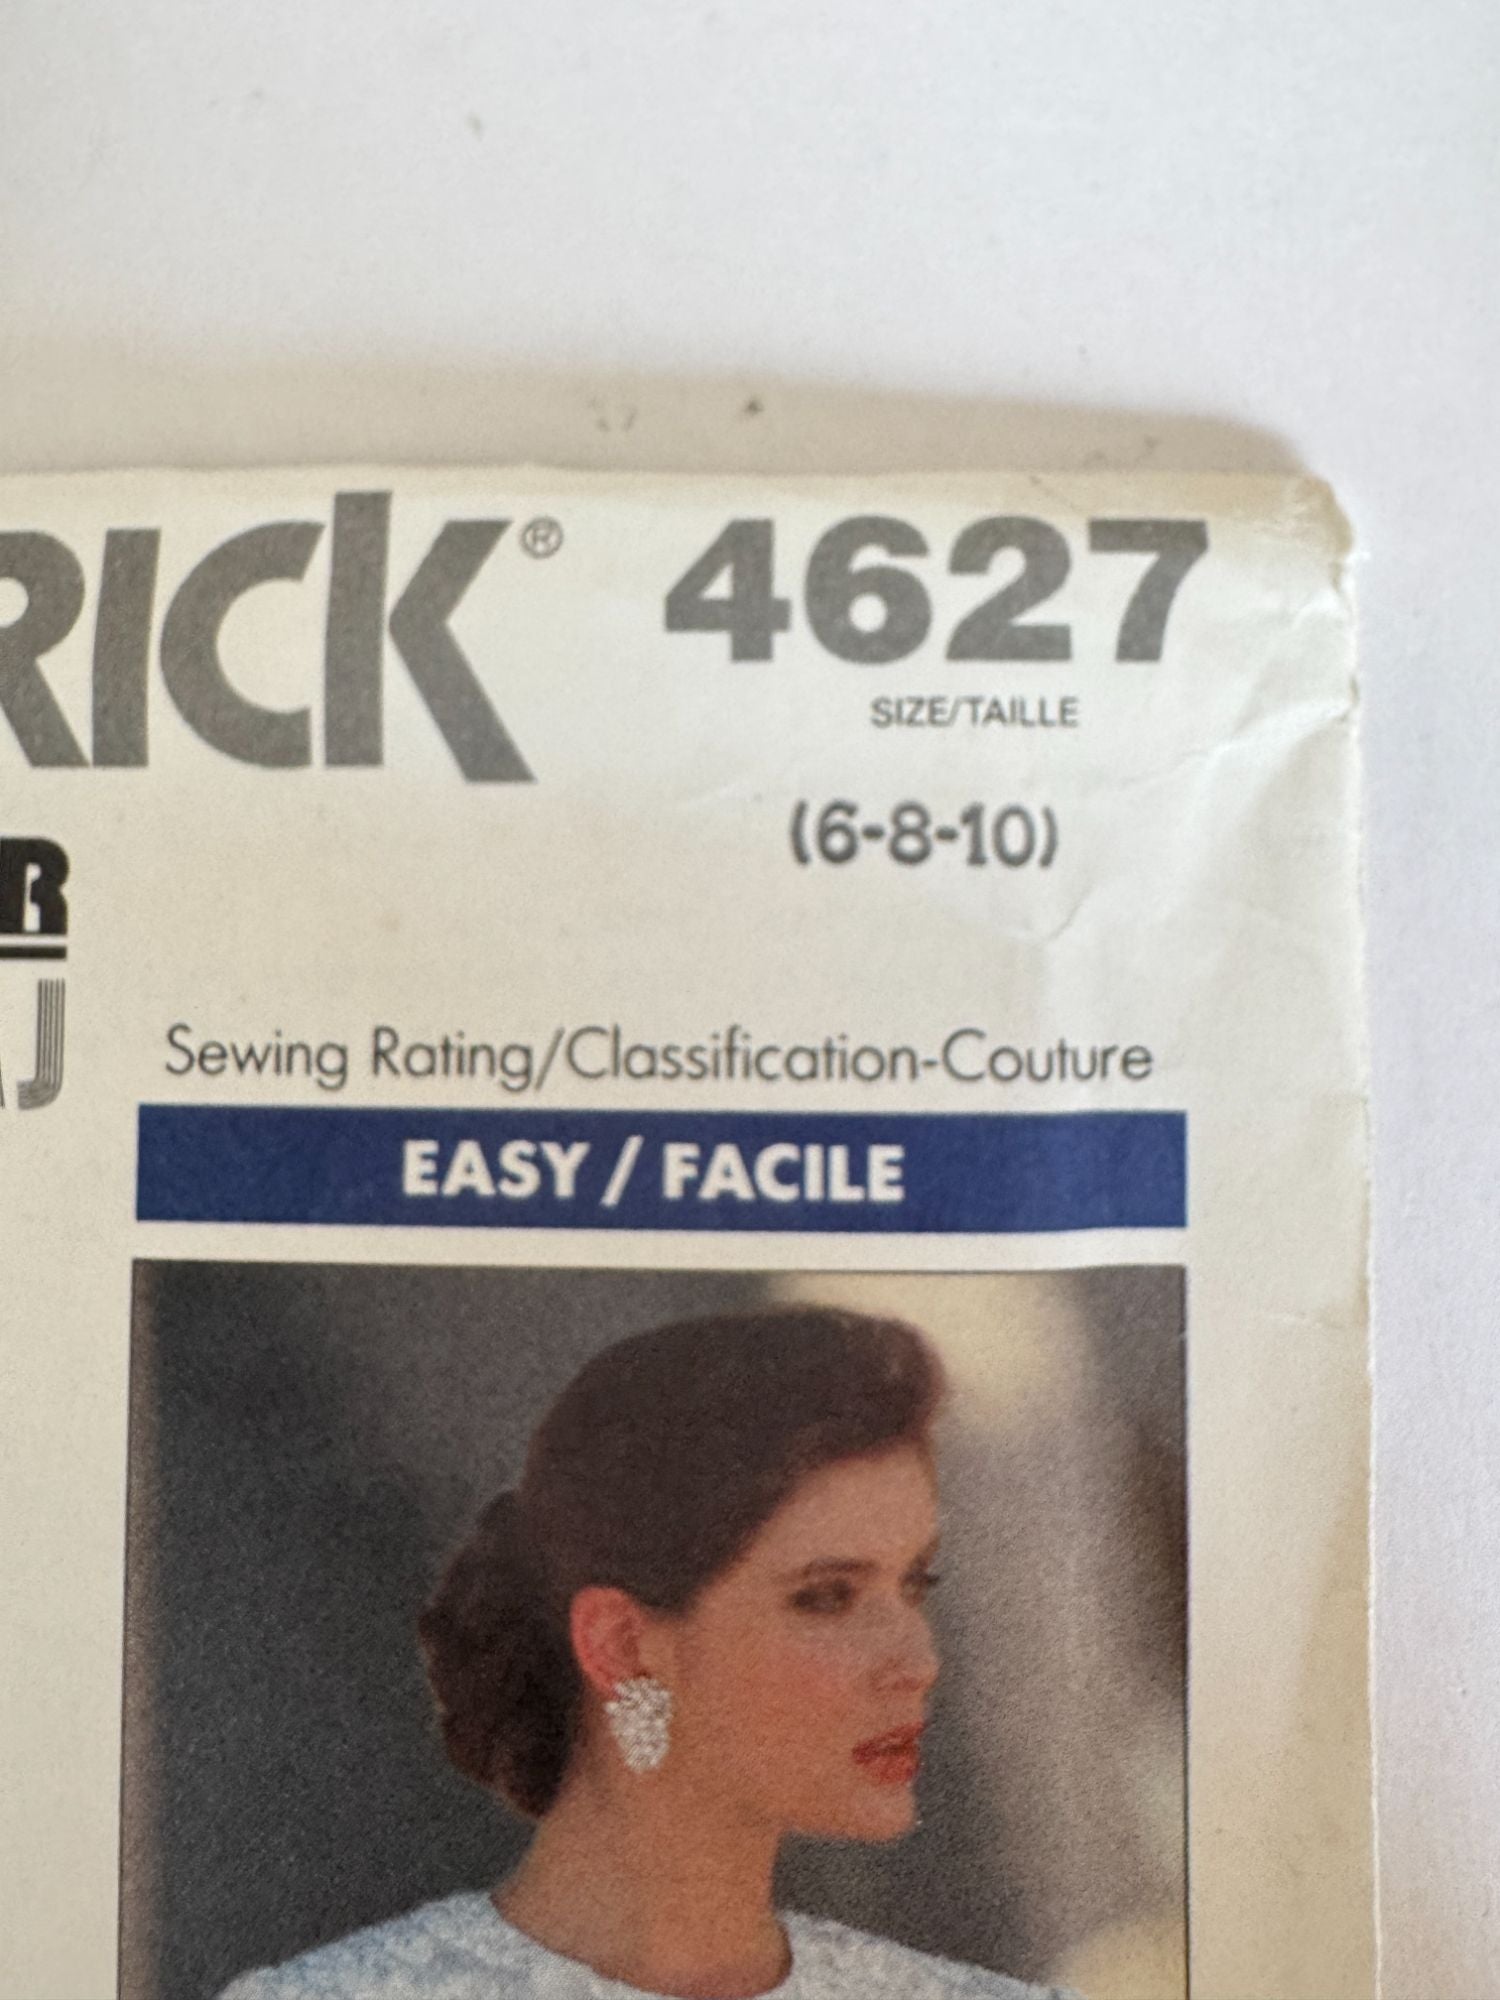 RICK® 4627
SIZE/TAILLE
(6-8-10)
R
J
Sewing Rating/Classification-Couture
EASY / FACILE